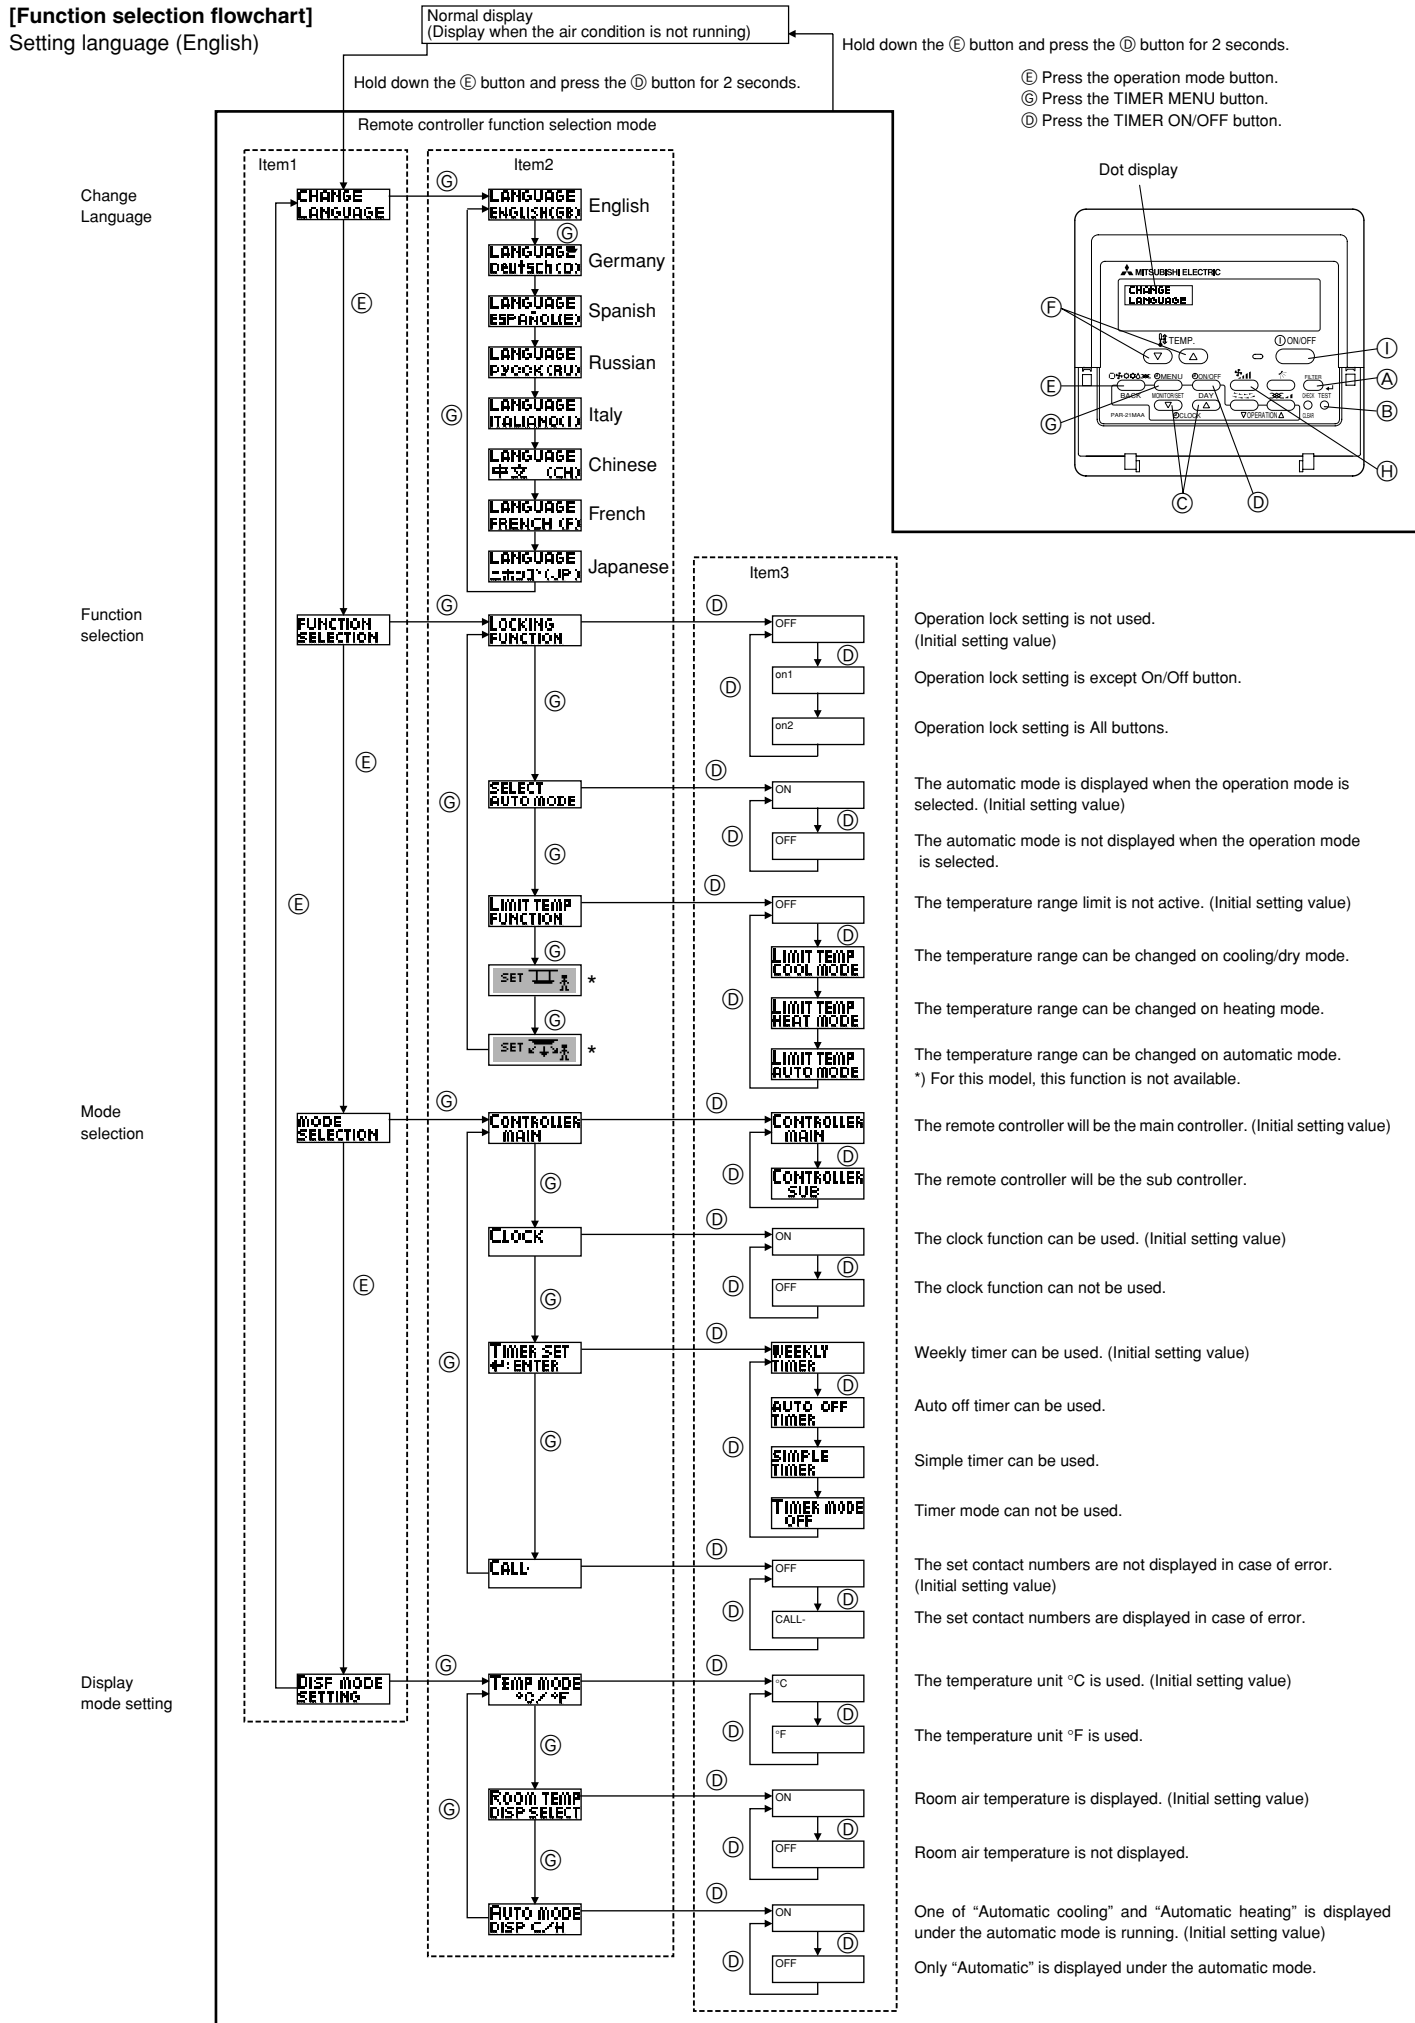 [Function selection flowchart]
Setting language (English)
Normal display
(Display when the air condition is not running)
Hold down the Ⓔ button and press the Ⓓ button for 2 seconds.
Hold down the Ⓔ button and press the Ⓓ button for 2 seconds.
Ⓔ Press the operation mode button.
Ⓖ Press the TIMER MENU button.
Ⓓ Press the TIMER ON/OFF button.
Remote controller function selection mode
Item1
Item2
Dot display
MITSUBISHI ELECTRIC
CHANGE
LANGUAGE
TEMP.
ON/OFF
MENU
ON/OFF
FILTER
BACK
MONITOR/SET
DAY
CHECK
TEST
PAR-21MAA
CLOCK
OPERATION
CLEAR
Ⓕ
Ⓔ
Ⓖ
Ⓒ
Ⓓ
Ⓘ
Ⓐ
Ⓑ
Ⓗ
Change
Language
CHANGE
LANGUAGE
Ⓖ
LANGUAGE
ENGLISH(GB)
English
Ⓖ
LANGUAGE
Deutsch(D)
Germany
Ⓔ
LANGUAGE
ESPAÑOL(E)
Spanish
LANGUAGE
РУССК(RU)
Russian
Ⓖ
LANGUAGE
ITALIANO(I)
Italy
LANGUAGE
中文 (CH)
Chinese
LANGUAGE
FRENCH (F)
French
LANGUAGE
ニホンゴ(JP)
Japanese
Item3
Function
selection
FUNCTION
SELECTION
Ⓖ
LOCKING
FUNCTION
Ⓓ
OFF
Operation lock setting is not used.
(Initial setting value)
Ⓓ
Ⓓ
on1
Operation lock setting is except On/Off button.
Ⓖ
on2
Operation lock setting is All buttons.
Ⓔ
Ⓖ
SELECT
AUTO MODE
Ⓓ
ON
The automatic mode is displayed when the operation mode is
selected. (Initial setting value)
Ⓓ
Ⓓ
OFF
The automatic mode is not displayed when the operation mode
is selected.
Ⓖ
Ⓔ
LIMIT TEMP
FUNCTION
Ⓓ
OFF
The temperature range limit is not active. (Initial setting value)
Ⓖ
Ⓓ
LIMIT TEMP
COOL MODE
The temperature range can be changed on cooling/dry mode.
SET
*
Ⓓ
LIMIT TEMP
HEAT MODE
The temperature range can be changed on heating mode.
Ⓖ
SET
*
LIMIT TEMP
AUTO MODE
The temperature range can be changed on automatic mode.
*) For this model, this function is not available.
Mode
selection
MODE
SELECTION
Ⓖ
CONTROLLER
MAIN
Ⓓ
CONTROLLER
MAIN
The remote controller will be the main controller. (Initial setting value)
Ⓓ
Ⓓ
Ⓖ
CONTROLLER
SUB
The remote controller will be the sub controller.
CLOCK
Ⓓ
ON
The clock function can be used. (Initial setting value)
Ⓓ
Ⓓ
OFF
The clock function can not be used.
Ⓔ
Ⓖ
Ⓖ
TIMER SET
↵:ENTER
Ⓓ
WEEKLY
TIMER
Weekly timer can be used. (Initial setting value)
Ⓓ
AUTO OFF
TIMER
Auto off timer can be used.
Ⓖ
Ⓓ
SIMPLE
TIMER
Simple timer can be used.
TIMER MODE
OFF
Timer mode can not be used.
CALL-
Ⓓ
OFF
The set contact numbers are not displayed in case of error.
(Initial setting value)
Ⓓ
Ⓓ
CALL-
The set contact numbers are displayed in case of error.
Display
mode setting
DISP MODE
SETTING
Ⓖ
TEMP MODE
°C/°F
Ⓓ
°C
The temperature unit °C is used. (Initial setting value)
Ⓓ
Ⓓ
°F
The temperature unit °F is used.
Ⓖ
Ⓖ
ROOM TEMP
DISP SELECT
Ⓓ
ON
Room air temperature is displayed. (Initial setting value)
Ⓓ
Ⓓ
OFF
Room air temperature is not displayed.
Ⓖ
AUTO MODE
DISP C/H
Ⓓ
ON
One of “Automatic cooling” and “Automatic heating” is displayed
under the automatic mode is running. (Initial setting value)
Ⓓ
Ⓓ
OFF
Only “Automatic” is displayed under the automatic mode.